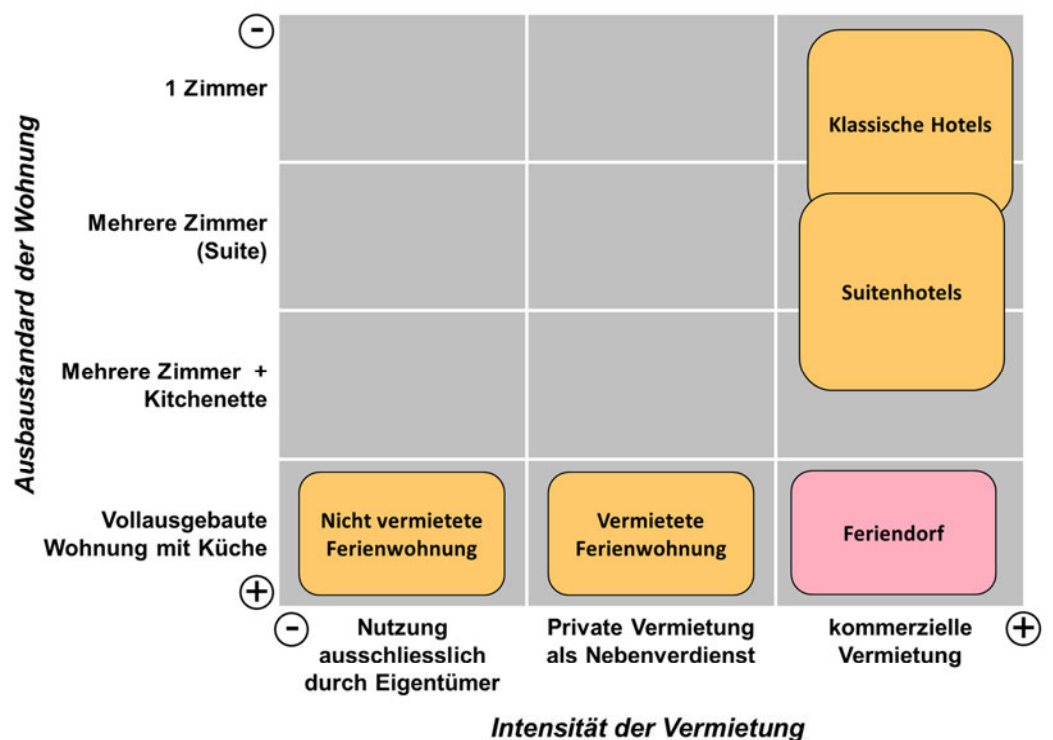 -
1 Zimmer
Klassische Hotels
Mehrere Zimmer
(Suite)
Suitenhotels
Mehrere Zimmer +
Kitchenette
Vollausgebaute
Wohnung mit Küche
Nicht vermietete
Ferienwohnung
Vermietete
Ferienwohnung
Feriendorf
+
Ausbaustandard der Wohnung
-
Nutzung
ausschliesslich
durch Eigentümer
Private Vermietung
als Nebenverdienst
kommerzielle
Vermietung
+
Intensität der Vermietung